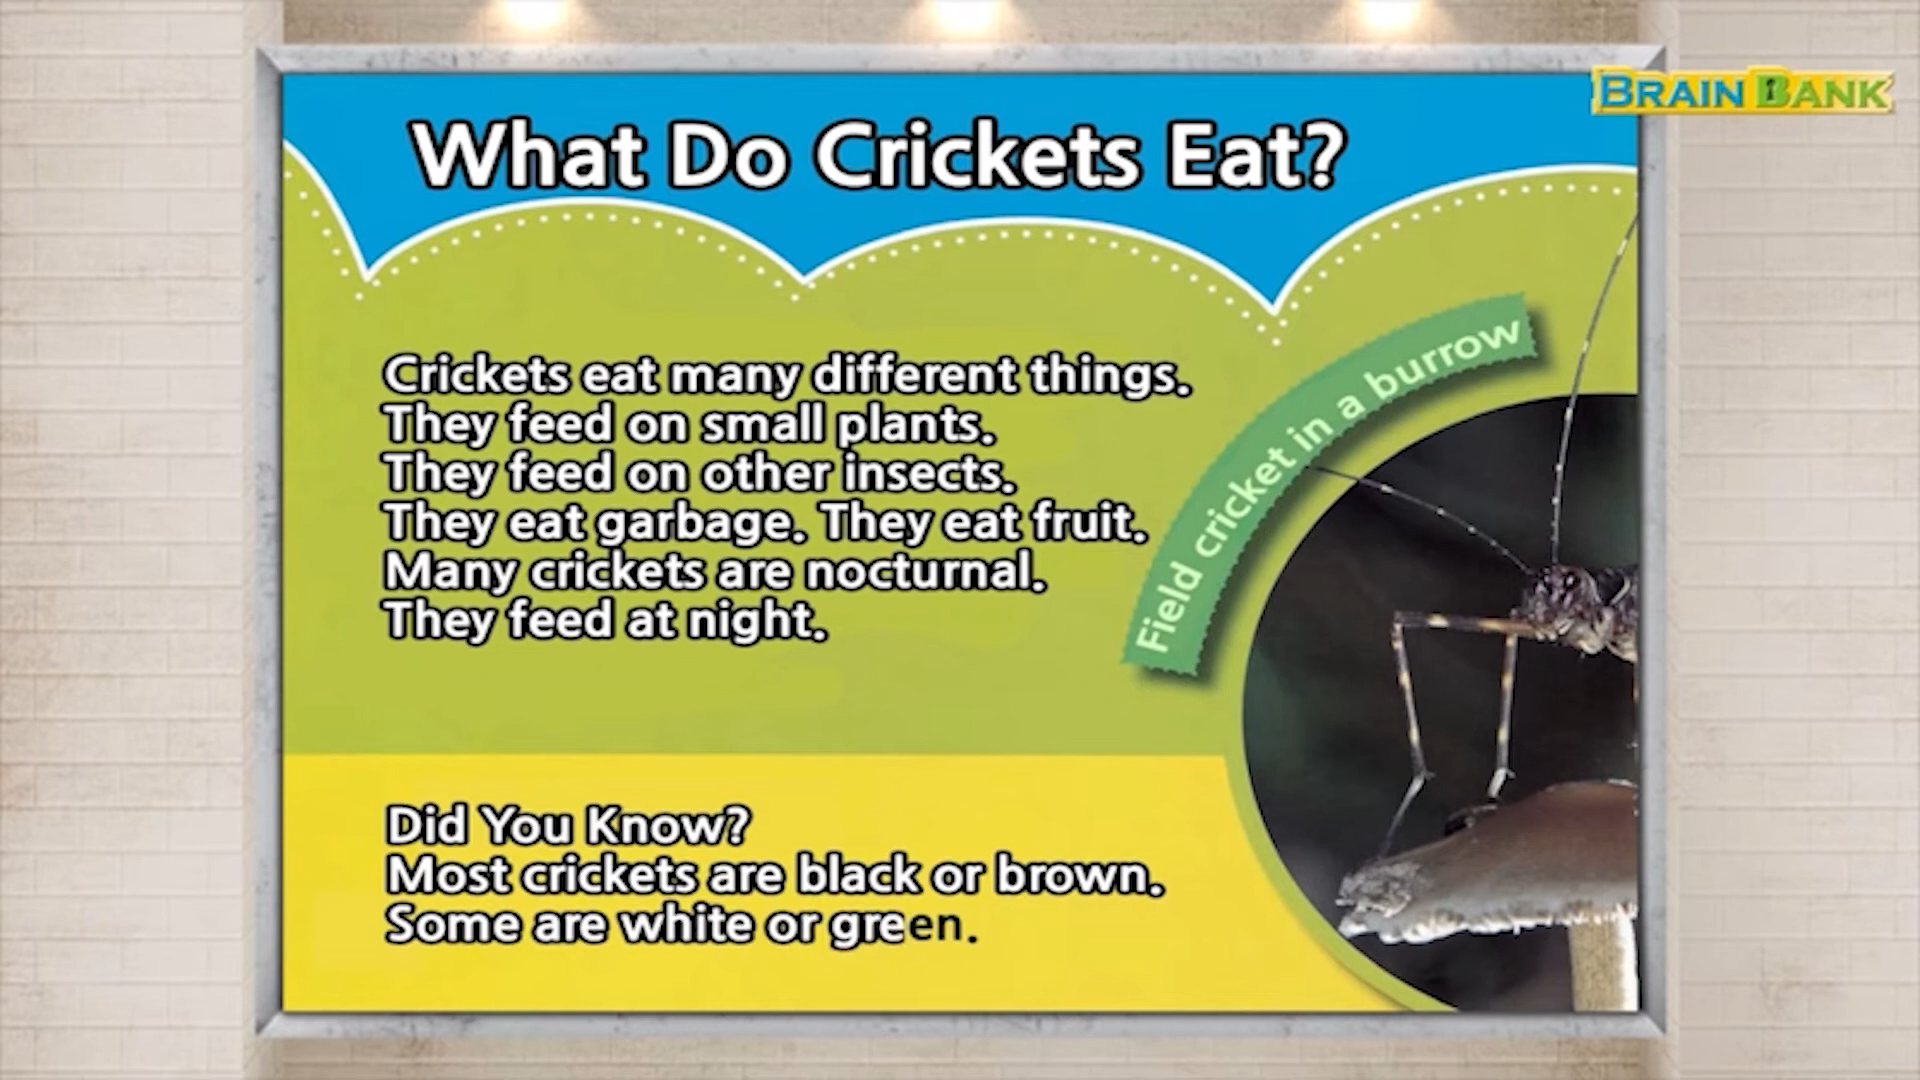 BRAIN BANK
What Do Crickets Eat?
Crickets eat many different things.
They feed on small plants.
They feed on other insects.
They eat garbage. They eat fruit.
Many crickets are nocturnal.
They feed at night.
Field cricket in a burrow
Did You Know?
Most crickets are black or brown.
Some are white or green.